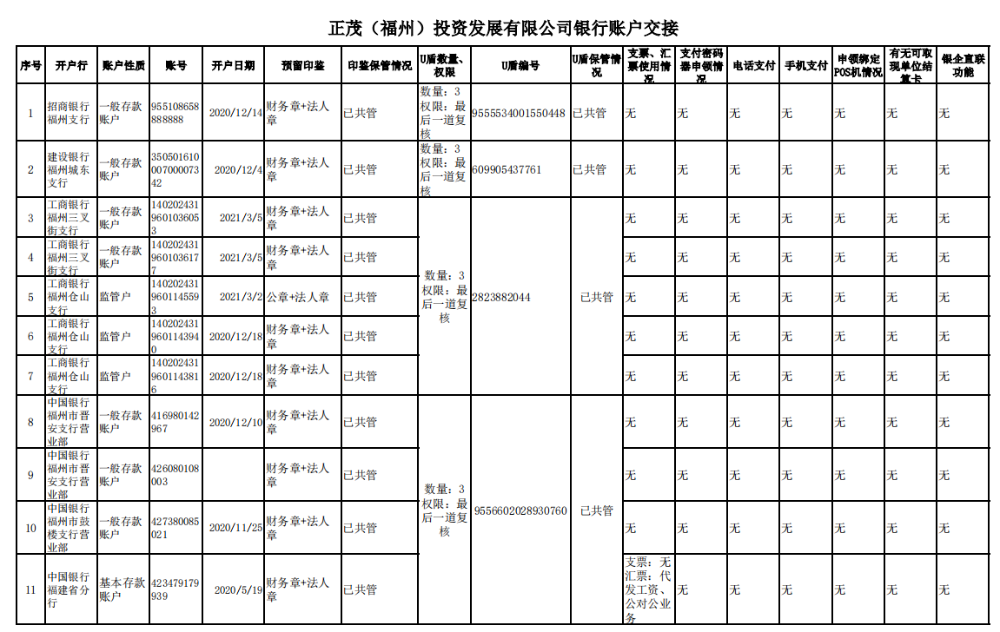 正茂（福州）投资发展有限公司银行账户交接
序号 开户行 账户性质 账号 开户日期 预留印鉴 印鉴保管情况 U盾数量、权限 U盾编号 U盾保管情况 支票、汇票使用情况 支付密码器申领情况 电话支付 手机支付 申领绑定POS机情况 有无可取现单位结算卡 银企直联功能
1 招商银行福州支行 一般存款账户 955108658888888 2020/12/14 财务章+法人章 已共管 数量：3 权限：最后一道复核 9555534001550448 已共管 无 无 无 无 无 无 无
2 建设银行福州城东支行 一般存款账户 35050161000700007342 2020/12/4 财务章+法人章 已共管 数量：3 权限：最后一道复核 609905437761 已共管 无 无 无 无 无 无 无
3 工商银行福州三叉街支行 一般存款账户 1402024319601036053 2021/3/5 财务章+法人章 已共管 数量：3 权限：最后一道复核 2823882044 已共管 无 无 无 无 无 无 无
4 工商银行福州三叉街支行 一般存款账户 1402024319601036177 2021/3/5 财务章+法人章 已共管 无 无 无 无 无 无 无
5 工商银行福州仓山支行 监管户 1402024319601145593 2021/3/2 公章+法人章 已共管 无 无 无 无 无 无 无
6 工商银行福州仓山支行 监管户 1402024319601143940 2020/12/18 财务章+法人章 已共管 无 无 无 无 无 无 无
7 工商银行福州仓山支行 监管户 1402024319601143816 2020/12/18 财务章+法人章 已共管 无 无 无 无 无 无 无
8 中国银行福州市晋安支行营业部 一般存款账户 416980142967 2020/12/10 财务章+法人章 已共管 数量：3 权限：最后一道复核 9556602028930760 已共管 无 无 无 无 无 无 无
9 中国银行福州市晋安支行营业部 一般存款账户 426080108003 财务章+法人章 已共管 无 无 无 无 无 无 无
10 中国银行福州市鼓楼支行营业部 一般存款账户 427380085021 2020/11/25 财务章+法人章 已共管 无 无 无 无 无 无 无
11 中国银行福建省分行 基本存款账户 423479179939 2020/5/19 财务章+法人章 已共管 支票：无 汇票：代发工资、公对公业务 无 无 无 无 无 无